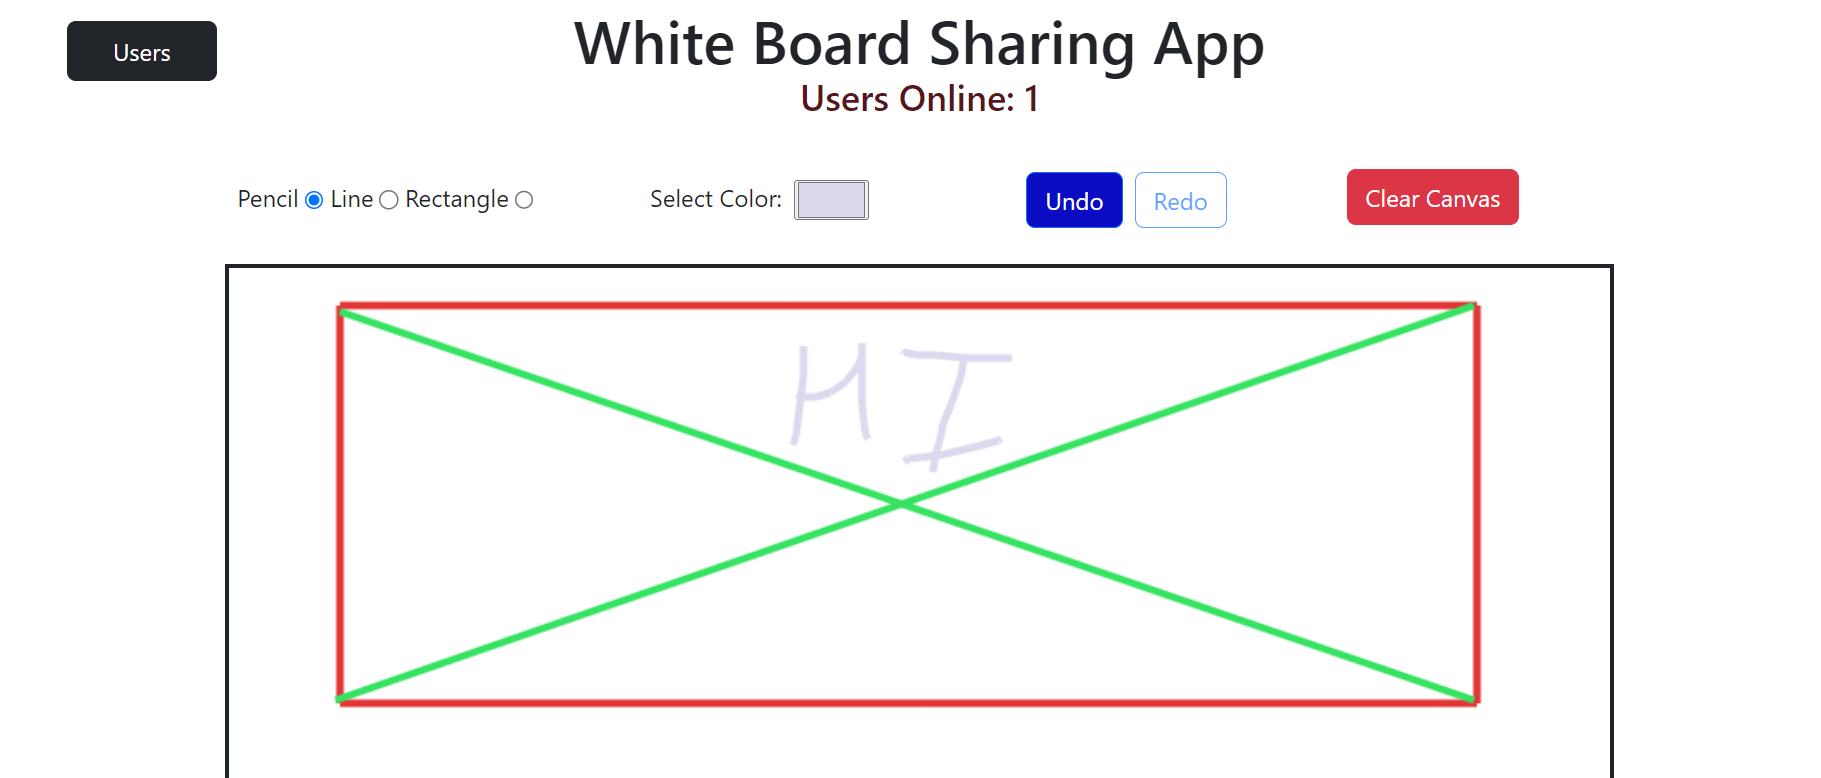 Users
White Board Sharing App
Users Online: 1
Pencil Line Rectangle Select Color: Undo Redo Clear Canvas
HI